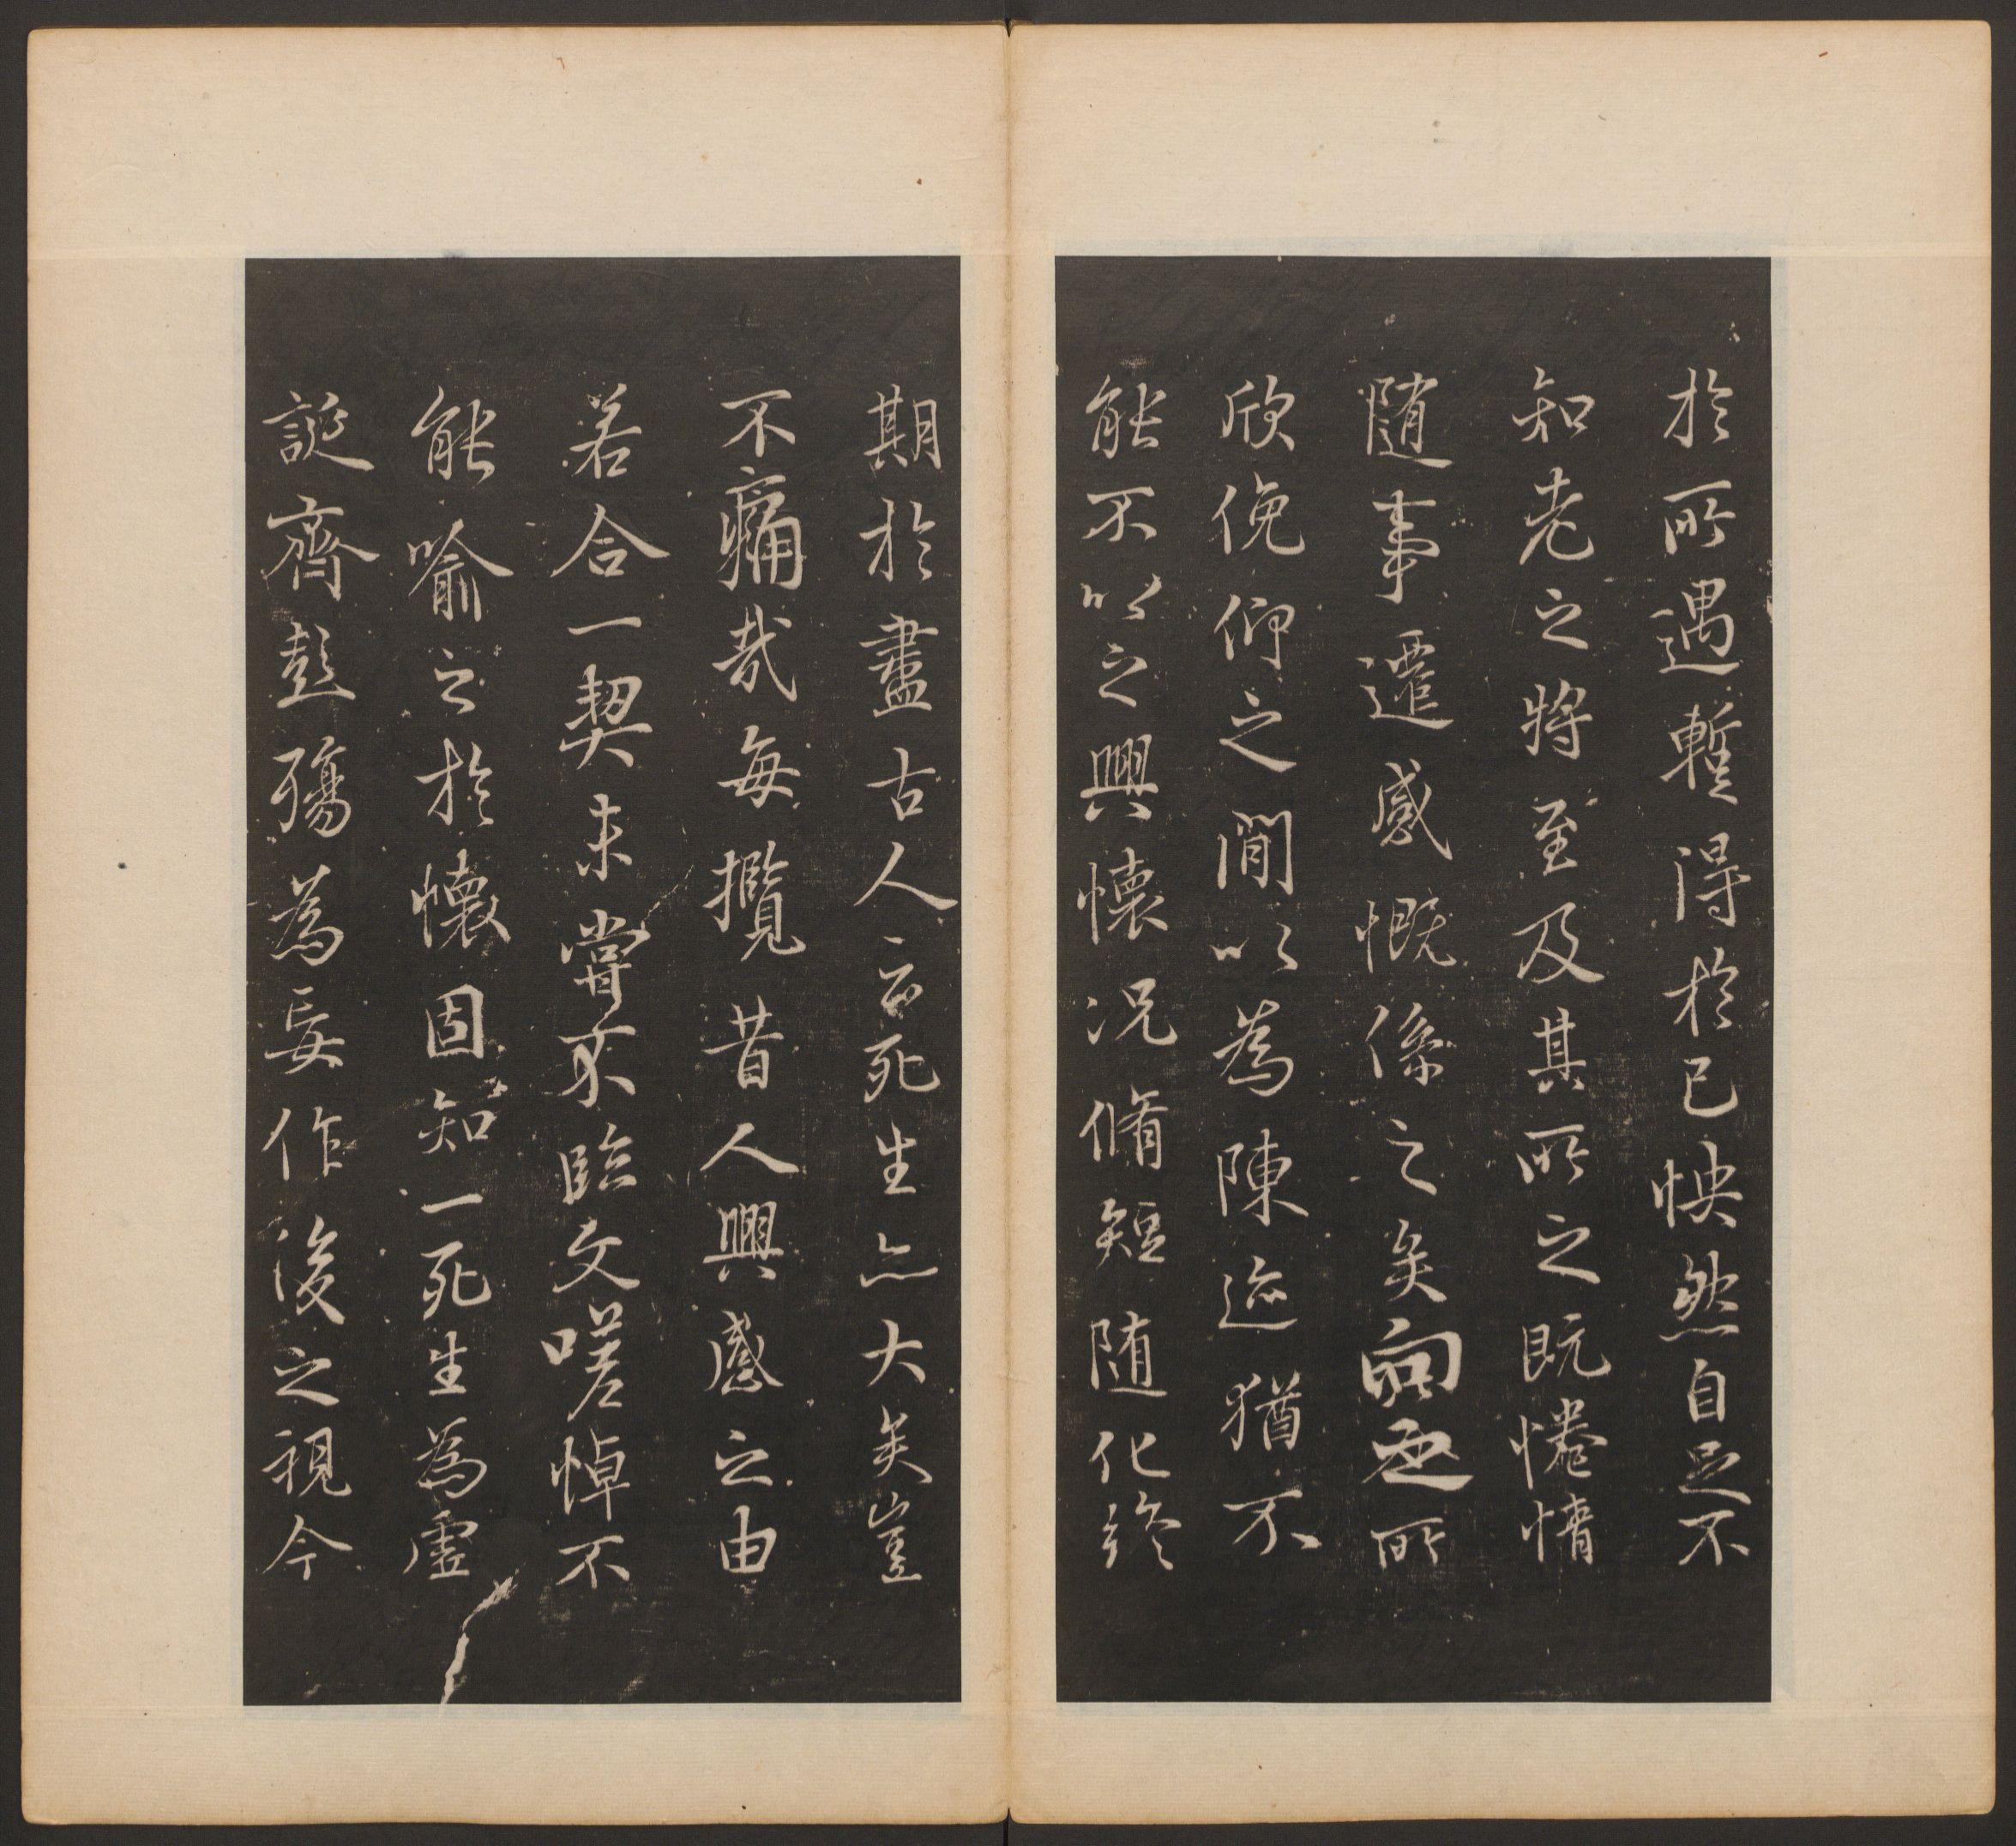 於所遇暫得於己怏然自足不
知老之將至及其所之既惓情
隨事遷感慨係之矣向之所
欣俛仰之閒以為陳迹猶不
能不以之興懷況脩短隨化終
期於盡古人云死生亦大矣豈
不痛哉每攬昔人興感之由
若合一契未嘗不臨文嗟悼不
能喻之於懷固知一死生為虛
誕齊彭殤為妄作後之視今